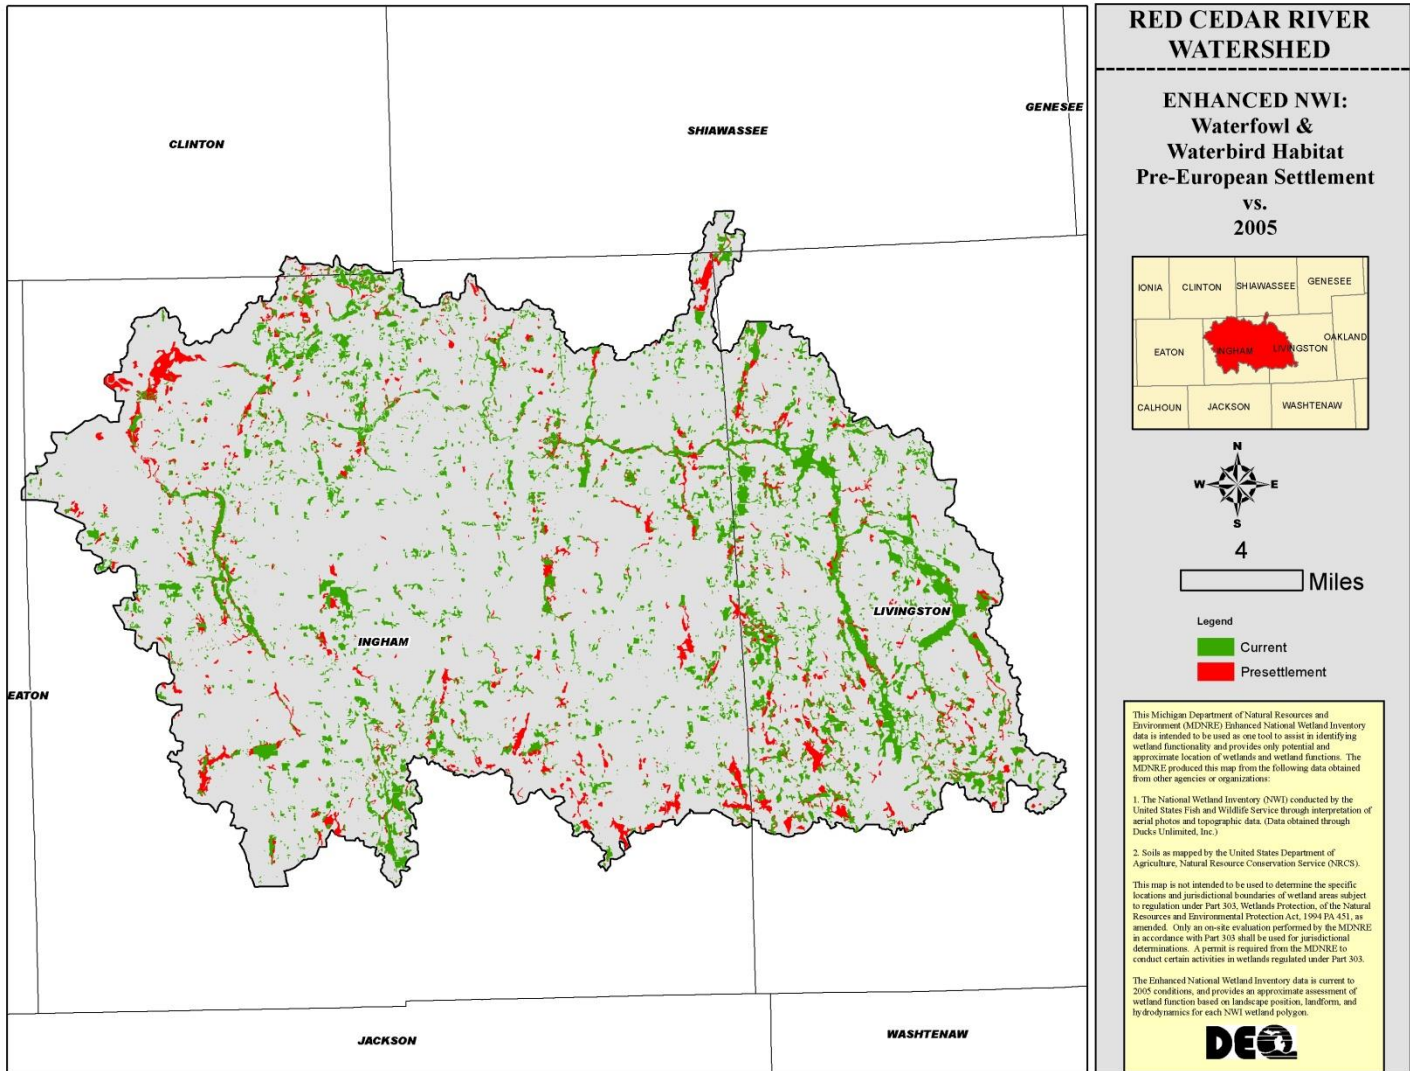 RED CEDAR RIVER
WATERSHED
ENHANCED NWI:
Waterfowl &
Waterbird Habitat
Pre-European Settlement
vs.
2005
IONIA
CLINTON
SHIAWASSEE
GENESEE
EATON
INGHAM
LIVINGSTON
OAKLAND
CALHOUN
JACKSON
WASHTENAW
N
W
E
S
4
Miles
Legend
Current
Presettlement
This Michigan Department of Natural Resources and
Environment (MDNRE) Enhanced National Wetland Inventory
data is intended to be used as one tool to assist in identifying
wetland functionality and provides only potential and
approximate location of wetlands and wetland functions. The
MDNRE produced this map from the following data obtained
from other agencies or organizations:
1. The National Wetland Inventory (NWI) conducted by the
United States Fish and Wildlife Service through interpretation of
aerial photos and topographic data. (Data obtained through
Ducks Unlimited, Inc.)
2. Soils as mapped by the United States Department of
Agriculture, Natural Resource Conservation Service (NRCS).
This map is not intended to be used to determine the specific
locations and jurisdictional boundaries of wetland areas subject
to regulation under Part 303, Wetlands Protection, of the Natural
Resources and Environmental Protection Act, 1994 PA 451, as
amended. Only an on-site evaluation performed by the MDNRE
in accordance with Part 303 shall be used for jurisdictional
determinations. A permit is required from the MDNRE to
conduct certain activities in wetlands regulated under Part 303.
The Enhanced National Wetland Inventory data is current to
2005 conditions, and provides an approximate assessment of
wetland function based on landscape position, landform, and
hydrodynamics for each NWI wetland polygon.
DEQ
GENESEE
SHIAWASSEE
CLINTON
LIVINGSTON
INGHAM
EATON
WASHTENAW
JACKSON